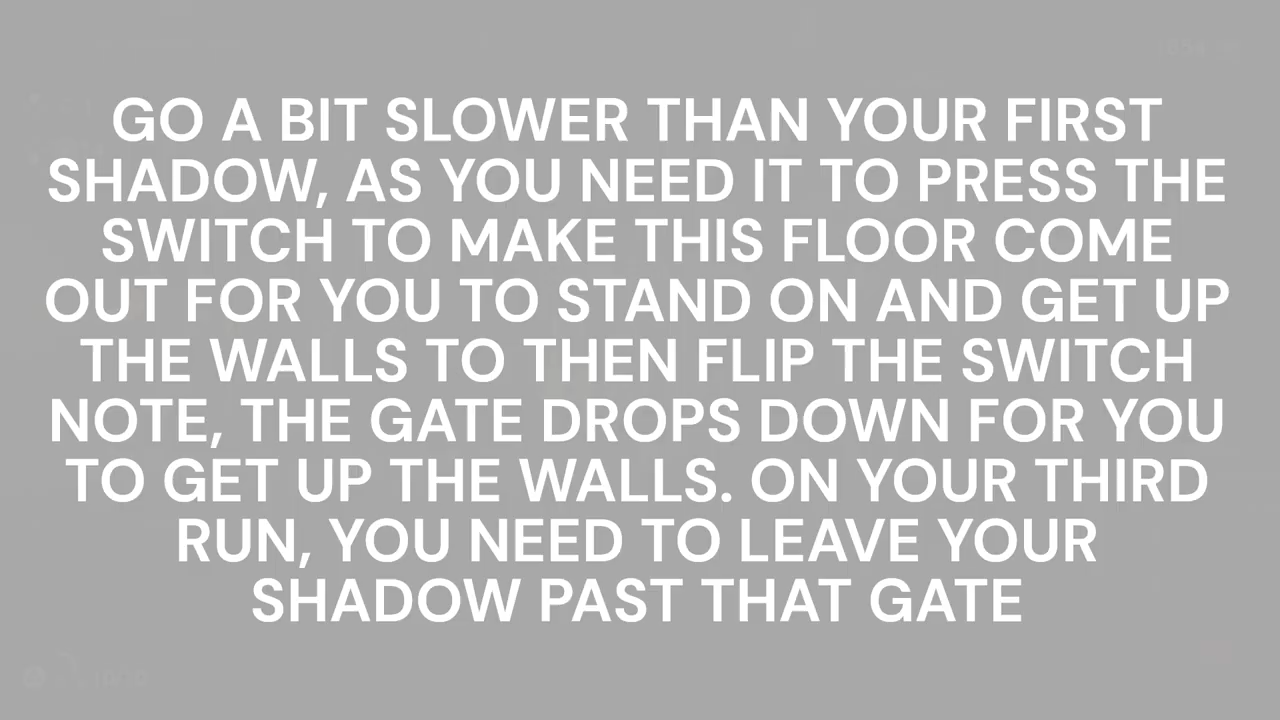 GO A BIT SLOWER THAN YOUR FIRST
SHADOW, AS YOU NEED IT TO PRESS THE
SWITCH TO MAKE THIS FLOOR COME
OUT FOR YOU TO STAND ON AND GET UP
THE WALLS TO THEN FLIP THE SWITCH
NOTE, THE GATE DROPS DOWN FOR YOU
TO GET UP THE WALLS. ON YOUR THIRD
RUN, YOU NEED TO LEAVE YOUR
SHADOW PAST THAT GATE